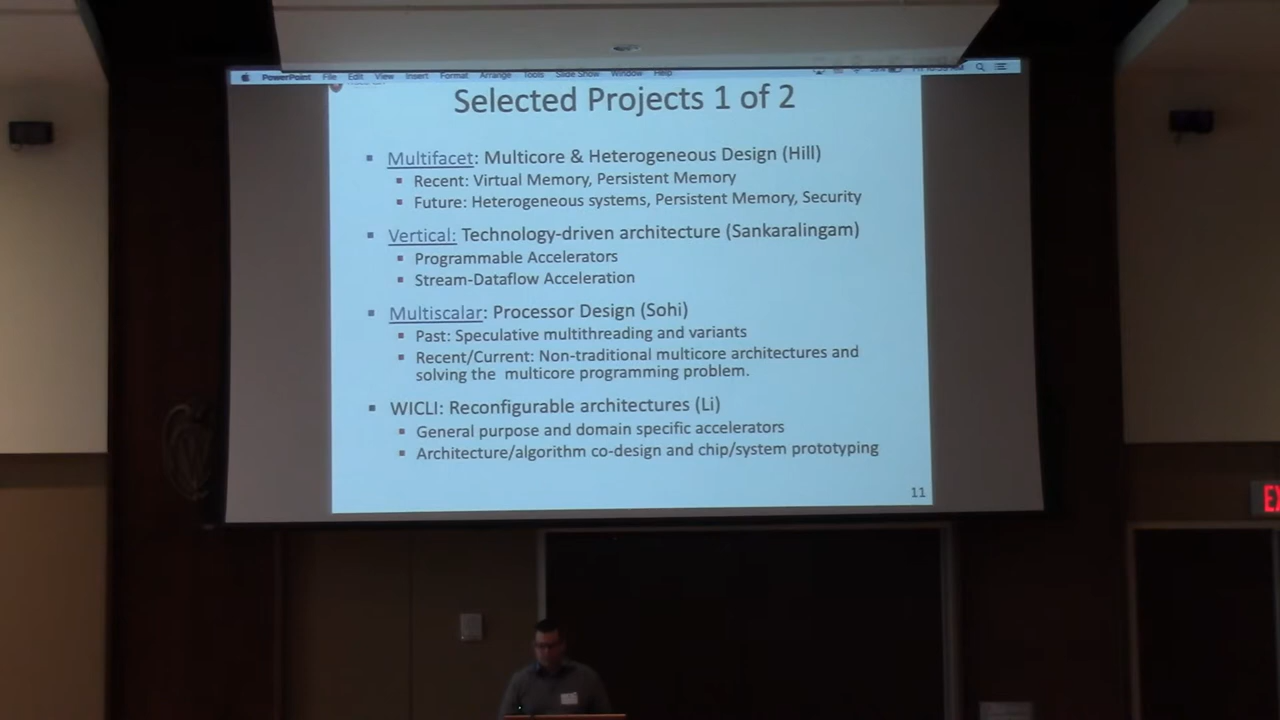 PowerPoint File Edit View Insert Format Arrange Tools Slide Show Window Help
Selected Projects 1 of 2
▪ Multifacet: Multicore & Heterogeneous Design (Hill)
▪ Recent: Virtual Memory, Persistent Memory
▪ Future: Heterogeneous systems, Persistent Memory, Security
▪ Vertical: Technology-driven architecture (Sankaralingam)
▪ Programmable Accelerators
▪ Stream-Dataflow Acceleration
▪ Multiscalar: Processor Design (Sohi)
▪ Past: Speculative multithreading and variants
▪ Recent/Current: Non-traditional multicore architectures and
solving the multicore programming problem.
▪ WICLI: Reconfigurable architectures (Li)
▪ General purpose and domain specific accelerators
▪ Architecture/algorithm co-design and chip/system prototyping
11